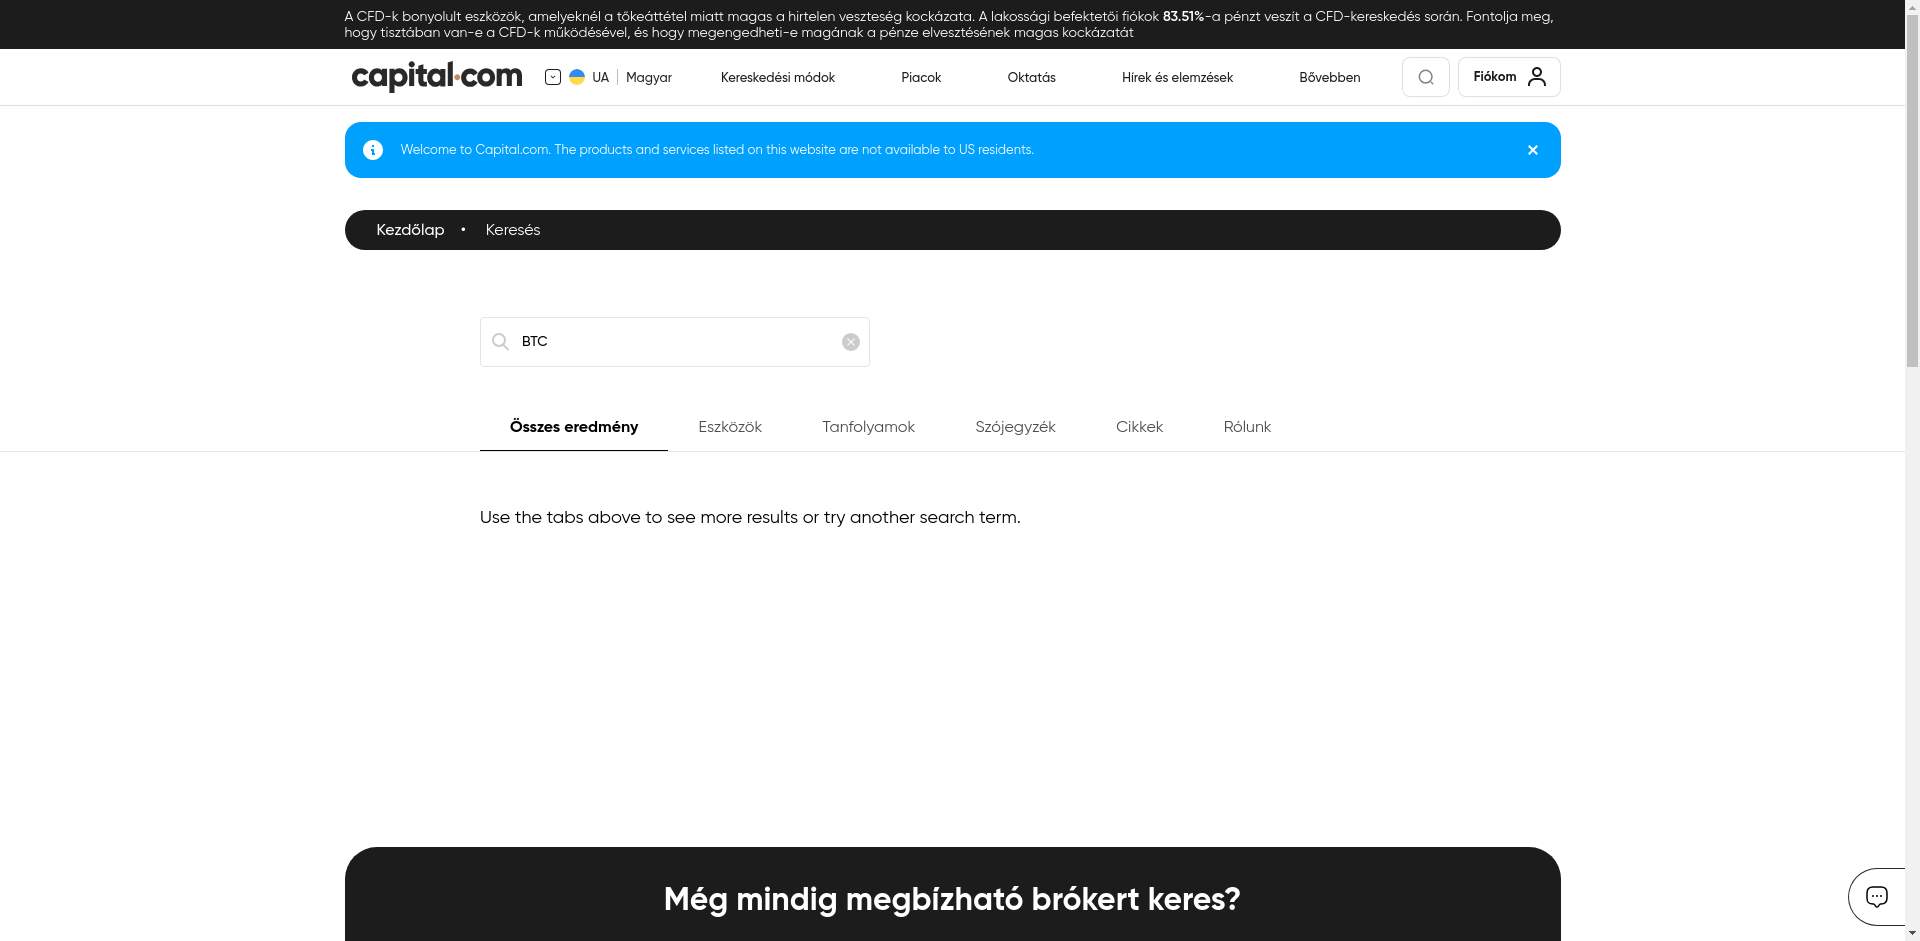 A CFD-k bonyolult eszközök, amelyeknél a tőkeáttétel miatt magas a hirtelen veszteség kockázata. A lakossági befektetői fiókok 83.51%-a pénzt veszít a CFD-kereskedés során. Fontolja meg,
hogy tisztában van-e a CFD-k működésével, és hogy megengedheti-e magának a pénze elvesztésének magas kockázatát
capital.com
UA Magyar Kereskedési módok Piacok Oktatás Hírek és elemzések Bővebben Fiókom
Welcome to Capital.com. The products and services listed on this website are not available to US residents.
Kezdőlap • Keresés
BTC
Összes eredmény Eszközök Tanfolyamok Szójegyzék Cikkek Rólunk
Use the tabs above to see more results or try another search term.
Még mindig megbízható brókert keres?